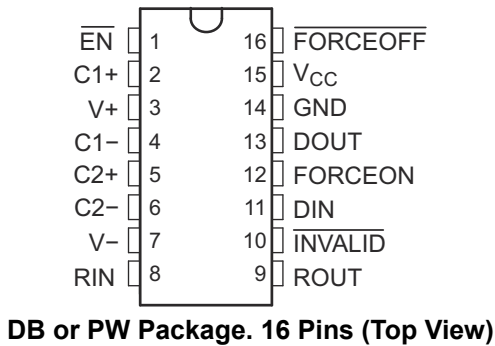 EN 1 16 FORCEOFF
C1+ 2 15 VCC
V+ 3 14 GND
C1− 4 13 DOUT
C2+ 5 12 FORCEON
C2− 6 11 DIN
V− 7 10 INVALID
RIN 8 9 ROUT
DB or PW Package. 16 Pins (Top View)